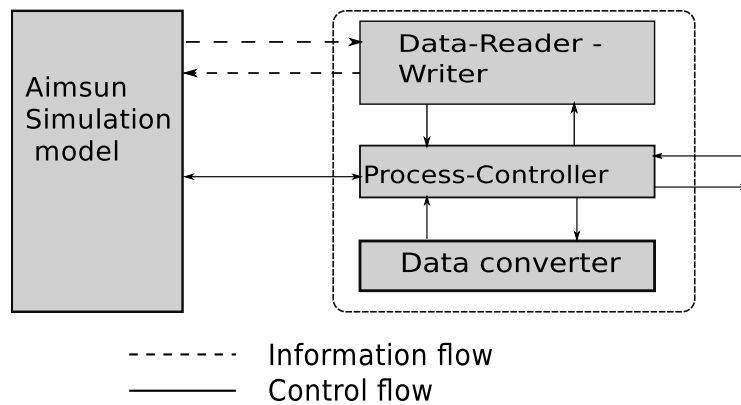 Aimsun
Simulation
model
Data-Reader -
Writer
Process-Controller
Data converter
Information flow
Control flow